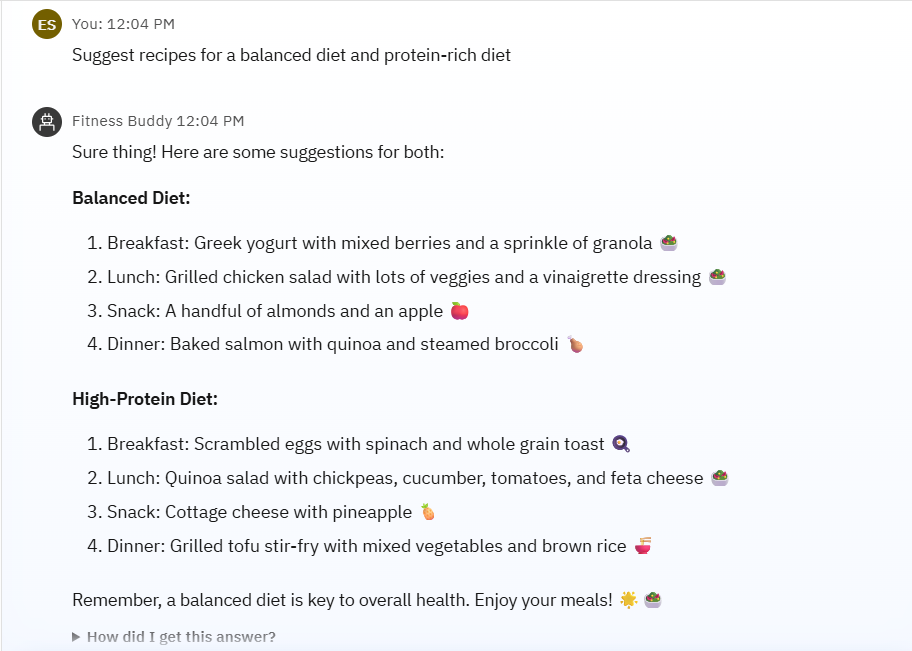 ES You: 12:04 PM
Suggest recipes for a balanced diet and protein-rich diet
Fitness Buddy 12:04 PM
Sure thing! Here are some suggestions for both:
Balanced Diet:
1. Breakfast: Greek yogurt with mixed berries and a sprinkle of granola 🥗
2. Lunch: Grilled chicken salad with lots of veggies and a vinaigrette dressing 🥗
3. Snack: A handful of almonds and an apple 🍎
4. Dinner: Baked salmon with quinoa and steamed broccoli 🍗
High-Protein Diet:
1. Breakfast: Scrambled eggs with spinach and whole grain toast 🍳
2. Lunch: Quinoa salad with chickpeas, cucumber, tomatoes, and feta cheese 🥗
3. Snack: Cottage cheese with pineapple 🍍
4. Dinner: Grilled tofu stir-fry with mixed vegetables and brown rice 🍜
Remember, a balanced diet is key to overall health. Enjoy your meals! 🌟 🥗
How did I get this answer?